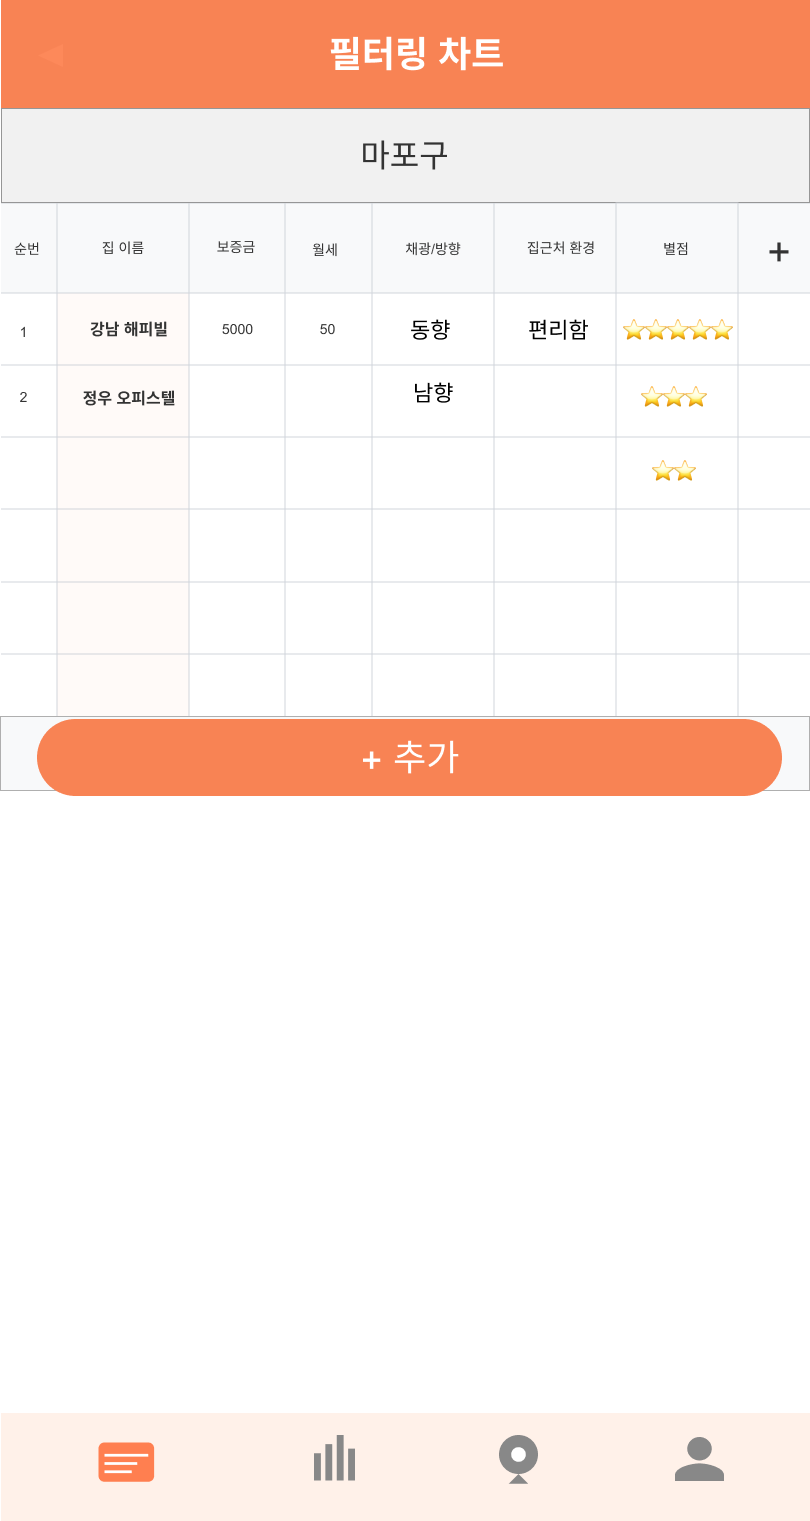 필터링 차트
마포구
순번 집 이름 보증금 월세 채광/방향 집근처 환경 별점 +
1 강남 해피빌 5000 50 동향 편리함 ⭐⭐⭐⭐⭐
2 정우 오피스텔 남향 ⭐⭐⭐
⭐⭐
+ 추가